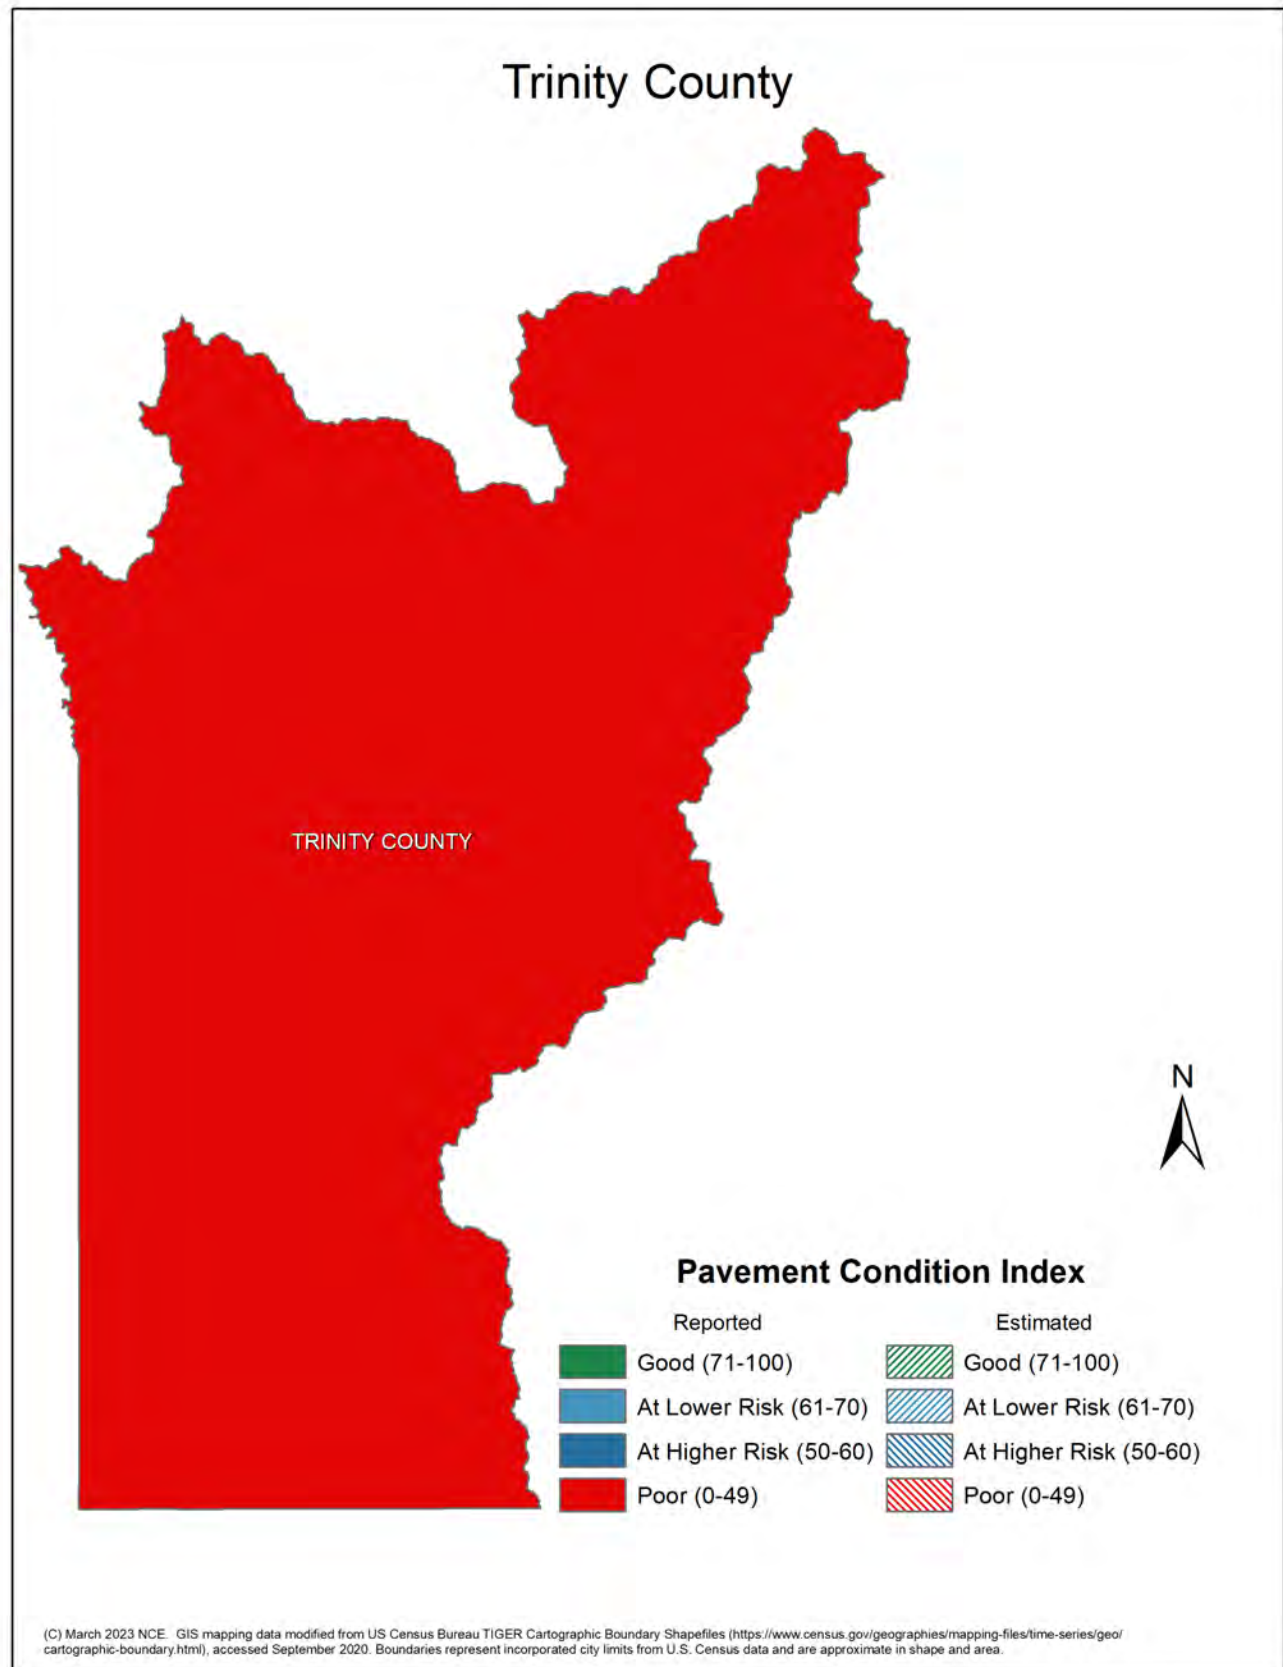 Trinity County
TRINITY COUNTY
N
Pavement Condition Index
Reported
Estimated
Good (71-100)
Good (71-100)
At Lower Risk (61-70)
At Lower Risk (61-70)
At Higher Risk (50-60)
At Higher Risk (50-60)
Poor (0-49)
Poor (0-49)
(C) March 2023 NCE. GIS mapping data modified from US Census Bureau TIGER Cartographic Boundary Shapefiles (https://www.census.gov/geographies/mapping-files/time-series/geo/
cartographic-boundary.html), accessed September 2020. Boundaries represent incorporated city limits from U.S. Census data and are approximate in shape and area.